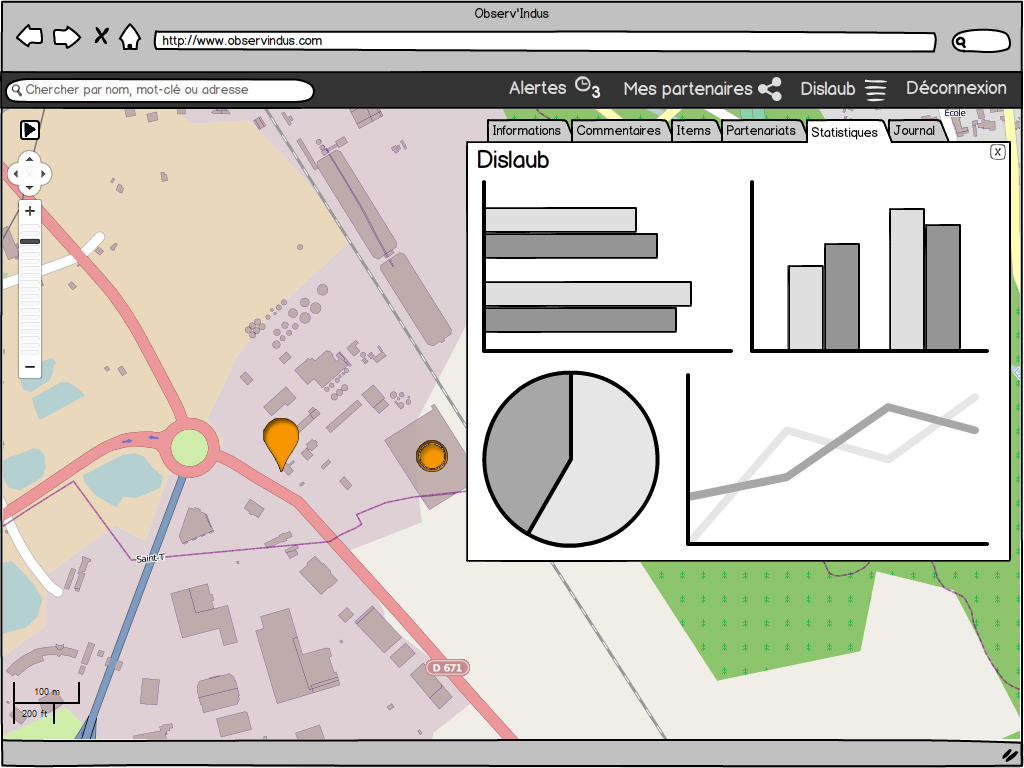 Observ'Indus
http://www.observindus.com
Chercher par nom, mot-clé ou adresse
Alertes 3
Mes partenaires
Dislaub
Déconnexion
Ecole
Informations
Commentaires
Items
Partenariats
Statistiques
Journal
Dislaub
X
+
−
Saint-T
D 671
100 m
200 ft